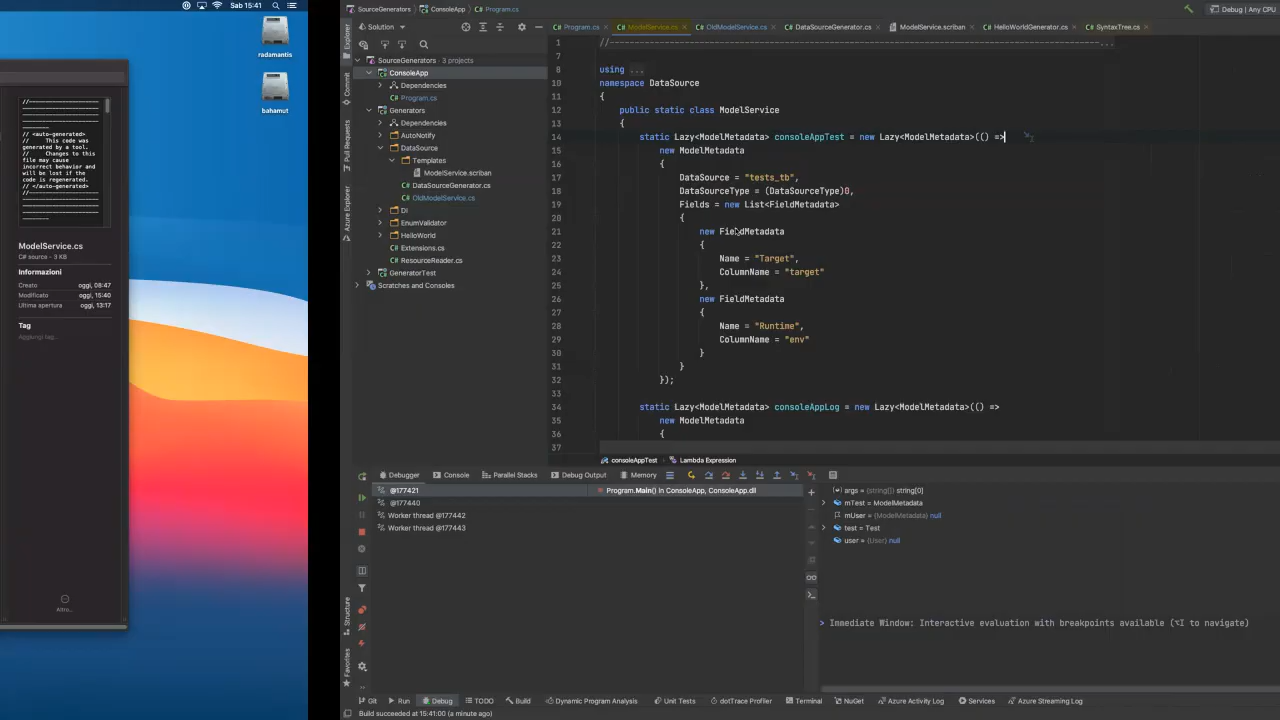 Sab 15:41
radamantis
bahamut
//------------------------
------------------------
------------------------
------------------------
--------
// <auto-generated>
// This code was
generated by a tool.
// Changes to this
file may cause
incorrect behavior and
will be lost if the
code is regenerated.
// </auto-generated>
//------------------------
------------------------
------------------------
------------------------
--------
ModelService.cs
C# source - 3 KB
Informazioni
Creato oggi, 08:47
Modificato oggi, 15:40
Ultima apertura oggi, 13:17
Tag
Aggiungi tag...
Altro...
SourceGenerators > ConsoleApp > Program.cs
Debug | Any CPU
Solution
Program.cs ModelService.cs OldModelService.cs DataSourceGenerator.cs ModelService.scriban HelloWorldGenerator.cs SyntaxTree.cs
Explorer
Commit
Pull Requests
Azure Explorer
Structure
Favorites
SourceGenerators • 3 projects
ConsoleApp
Dependencies
Program.cs
Generators
Dependencies
AutoNotify
DataSource
Templates
ModelService.scriban
DataSourceGenerator.cs
OldModelService.cs
Di
EnumValidator
HelloWorld
Extensions.cs
ResourceReader.cs
GeneratorTest
Scratches and Consoles
1 //------------------------------------------------------------------------------...
8 using ...
10 namespace DataSource
11 {
12 public static class ModelService
13 {
14 static Lazy<ModelMetadata> consoleAppTest = new Lazy<ModelMetadata>(() =>
15 new ModelMetadata
16 {
17 DataSource = "tests_tb",
18 DataSourceType = (DataSourceType)0,
19 Fields = new List<FieldMetadata>
20 {
21 new FieldMetadata
22 {
23 Name = "Target",
24 ColumnName = "target"
25 },
26 new FieldMetadata
27 {
28 Name = "Runtime",
29 ColumnName = "env"
30 }
31 }
32 });
33
34 static Lazy<ModelMetadata> consoleAppLog = new Lazy<ModelMetadata>(() =>
35 new ModelMetadata
36 {
37
consoleAppTest > Lambda Expression
Debugger Console Parallel Stacks Debug Output Memory
@177421
@177440
Worker thread @177442
Worker thread @177443
Program.Main() in ConsoleApp, ConsoleApp.dll
args = {string[]} string[0]
mTest = ModelMetadata
mUser = {ModelMetadata} null
test = Test
user = {User} null
> Immediate Window: Interactive evaluation with breakpoints available (⌥I to navigate)
Git Run Debug TODO Build Dynamic Program Analysis Unit Tests dotTrace Profiler Terminal NuGet Azure Activity Log Services Azure Streaming Log
Build succeeded at 15:41:00 (a minute ago)